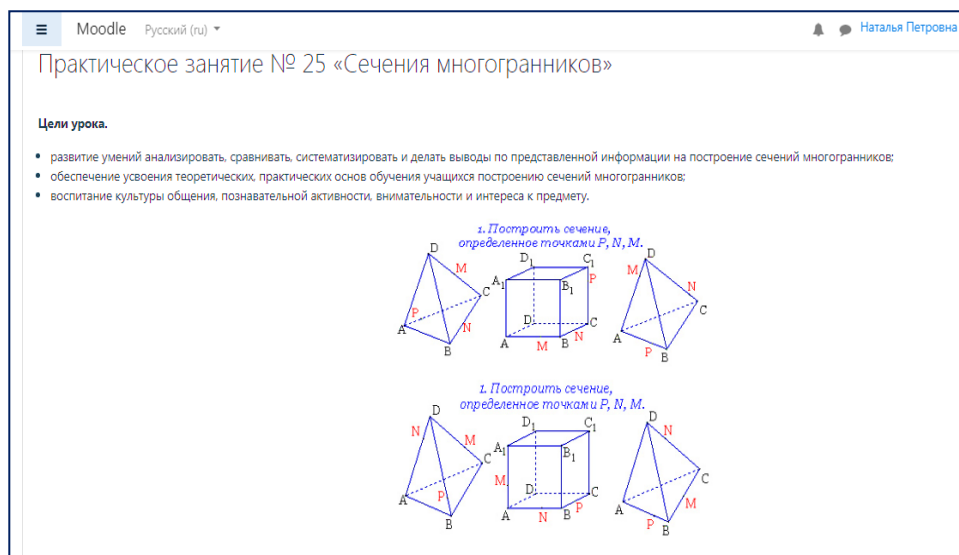 Moodle Русский (ru) Наталья Петровна
Практическое занятие № 25 «Сечения многогранников»
Цели урока.
развитие умений анализировать, сравнивать, систематизировать и делать выводы по представленной информации на построение сечений многогранников;
обеспечение усвоения теоретических, практических основ обучения учащихся построению сечений многогранников;
воспитание культуры общения, познавательной активности, внимательности и интереса к предмету.
1. Построить сечение,
определенное точками P, N, M.
D M C P A N B
D1 C1 A1 B1 P D C A M B N
D M N C A P B
1. Построить сечение,
определенное точками P, N, M.
D N M C A P B
D1 C1 A1 B1 M D C A N B P
D N C A M P B